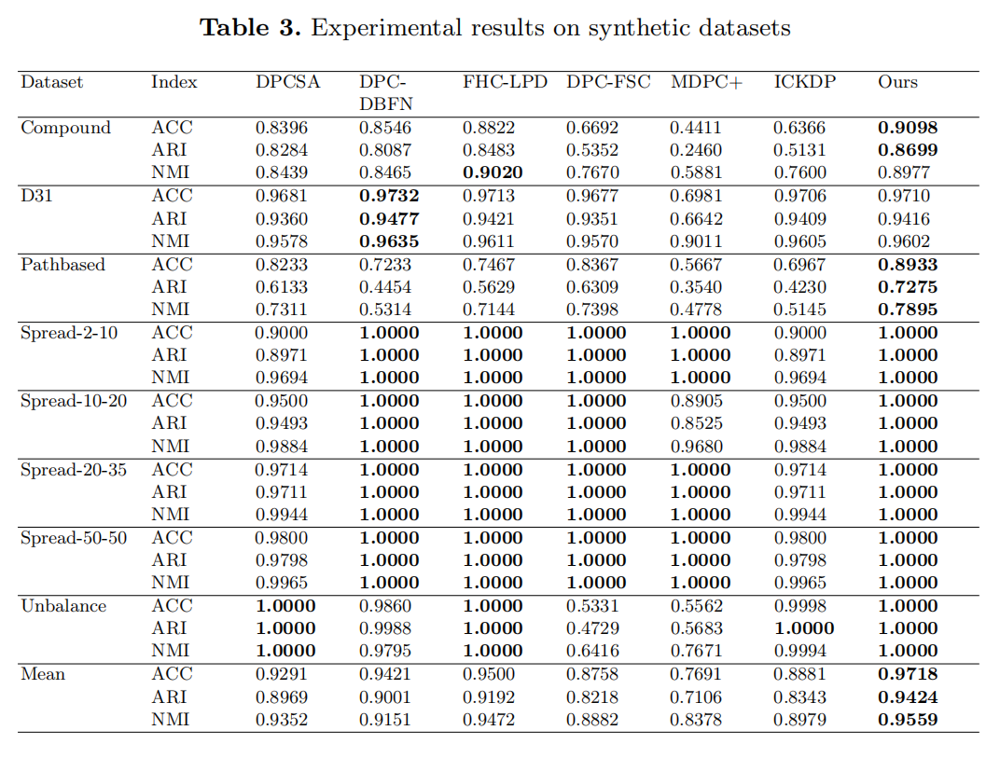 Table 3. Experimental results on synthetic datasets
Dataset Index DPCSA DPC- FHC-LPD DPC-FSC MDPC+ ICKDP Ours
DBFN
Compound ACC 0.8396 0.8546 0.8822 0.6692 0.4411 0.6366 0.9098
ARI 0.8284 0.8087 0.8483 0.5352 0.2460 0.5131 0.8699
NMI 0.8439 0.8465 0.9020 0.7670 0.5881 0.7600 0.8977
D31 ACC 0.9681 0.9732 0.9713 0.9677 0.6981 0.9706 0.9710
ARI 0.9360 0.9477 0.9421 0.9351 0.6642 0.9409 0.9416
NMI 0.9578 0.9635 0.9611 0.9570 0.9011 0.9605 0.9602
Pathbased ACC 0.8233 0.7233 0.7467 0.8367 0.5667 0.6967 0.8933
ARI 0.6133 0.4454 0.5629 0.6309 0.3540 0.4230 0.7275
NMI 0.7311 0.5314 0.7144 0.7398 0.4778 0.5145 0.7895
Spread-2-10 ACC 0.9000 1.0000 1.0000 1.0000 1.0000 0.9000 1.0000
ARI 0.8971 1.0000 1.0000 1.0000 1.0000 0.8971 1.0000
NMI 0.9694 1.0000 1.0000 1.0000 1.0000 0.9694 1.0000
Spread-10-20 ACC 0.9500 1.0000 1.0000 1.0000 0.8905 0.9500 1.0000
ARI 0.9493 1.0000 1.0000 1.0000 0.8525 0.9493 1.0000
NMI 0.9884 1.0000 1.0000 1.0000 0.9680 0.9884 1.0000
Spread-20-35 ACC 0.9714 1.0000 1.0000 1.0000 1.0000 0.9714 1.0000
ARI 0.9711 1.0000 1.0000 1.0000 1.0000 0.9711 1.0000
NMI 0.9944 1.0000 1.0000 1.0000 1.0000 0.9944 1.0000
Spread-50-50 ACC 0.9800 1.0000 1.0000 1.0000 1.0000 0.9800 1.0000
ARI 0.9798 1.0000 1.0000 1.0000 1.0000 0.9798 1.0000
NMI 0.9965 1.0000 1.0000 1.0000 1.0000 0.9965 1.0000
Unbalance ACC 1.0000 0.9860 1.0000 0.5331 0.5562 0.9998 1.0000
ARI 1.0000 0.9988 1.0000 0.4729 0.5683 1.0000 1.0000
NMI 1.0000 0.9795 1.0000 0.6416 0.7671 0.9994 1.0000
Mean ACC 0.9291 0.9421 0.9500 0.8758 0.7691 0.8881 0.9718
ARI 0.8969 0.9001 0.9192 0.8218 0.7106 0.8343 0.9424
NMI 0.9352 0.9151 0.9472 0.8882 0.8378 0.8979 0.9559